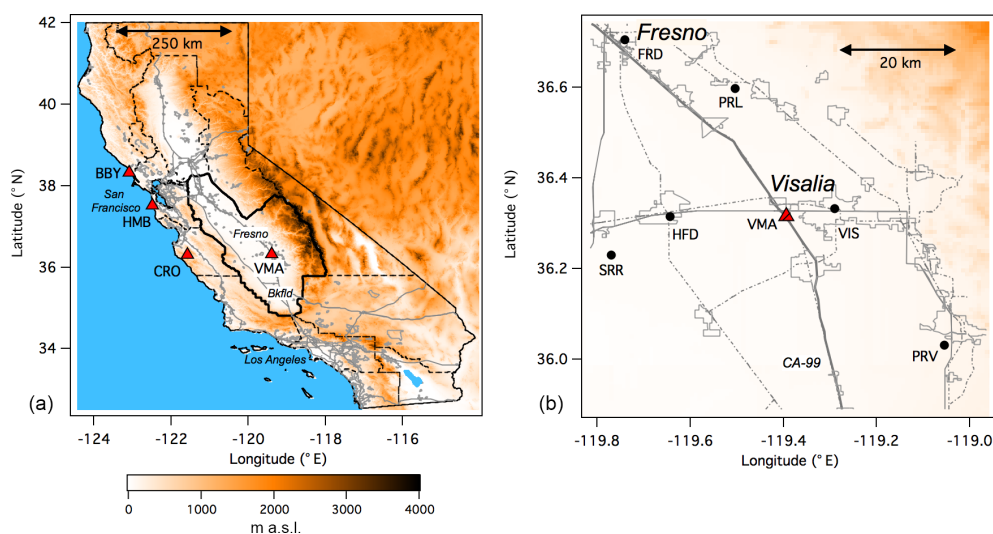 42
250 km
40
BBY
38
San
Francisco
HMB
Fresno
CRO
VMA
36
Bkfld
34
Los Angeles
Latitude (° N)
(a)
-124
-122
-120
-118
-116
Longitude (° E)
0
1000
2000
3000
4000
m a.s.l.
Fresno
FRD
20 km
PRL
36.6
36.4
Visalia
VMA
VIS
HFD
SRR
36.2
PRV
36.0
CA-99
Latitude (° N)
(b)
-119.8
-119.6
-119.4
-119.2
-119.0
Longitude (° E)